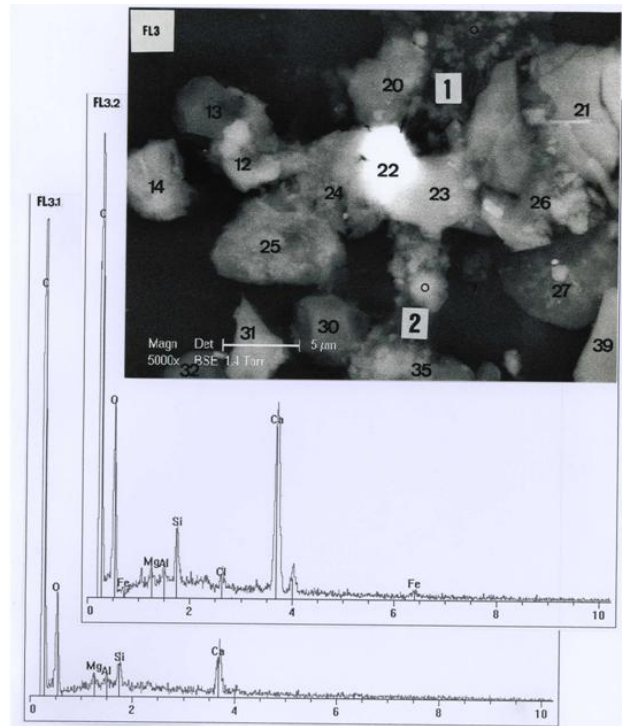 FL3
20
1
21
13
12
22
14
24
23
26
25
27
2
31
30
39
Magn Det 5 µm
5000x BSE 1.4 Torr
32
35
FL3.2
C
O
Ca
Si
Mg Al
Fe
Cl
Fe
0 2 4 6 8 10
FL3.1
C
O
Mg Al
Si
Ca
0 2 4 6 8 10